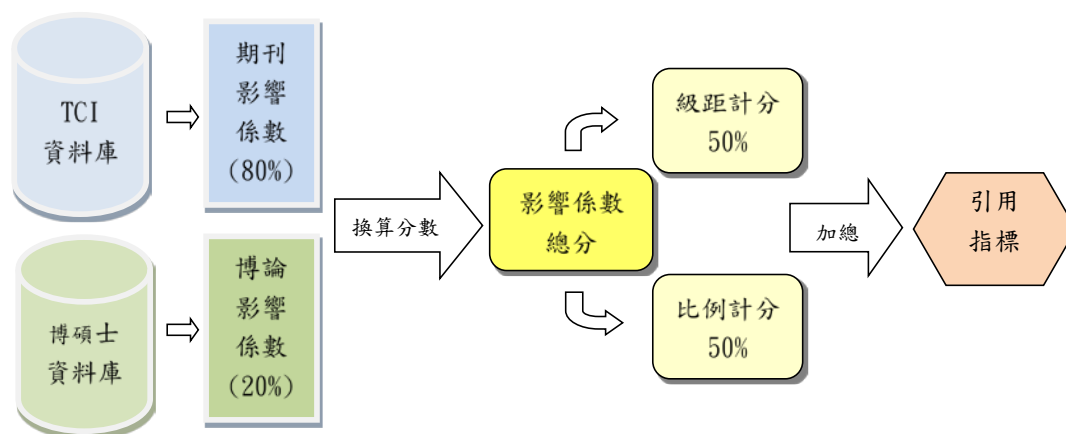 TCI
資料庫
期刊
影響
係數
(80%)
博碩士
資料庫
博論
影響
係數
(20%)
換算分數
影響係數
總分
級距計分
50%
比例計分
50%
加總
引用
指標